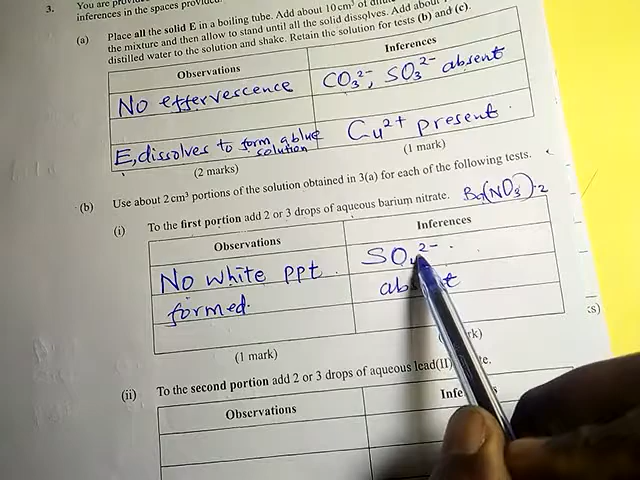 3. You are provided
inferences in the spaces provided.
(a) Place all the solid E in a boiling tube. Add about 10 cm³ of
the mixture and then allow to stand until all the solid dissolves. Add about
distilled water to the solution and shake. Retain the solution for tests (b) and (c).
Observations Inferences
No effervescence CO₃²⁻, SO₃²⁻ absent
E, dissolves to form a blue solution Cu²⁺ present.
(2 marks) (1 mark)
(b) Use about 2 cm³ portions of the solution obtained in 3(a) for each of the following tests.
(i) To the first portion add 2 or 3 drops of aqueous barium nitrate. Ba(NO₃)₂
Observations Inferences
No white ppt SO₄²⁻.
formed.
(1 mark)
(ii) To the second portion add 2 or 3 drops of aqueous lead(II)
Observations